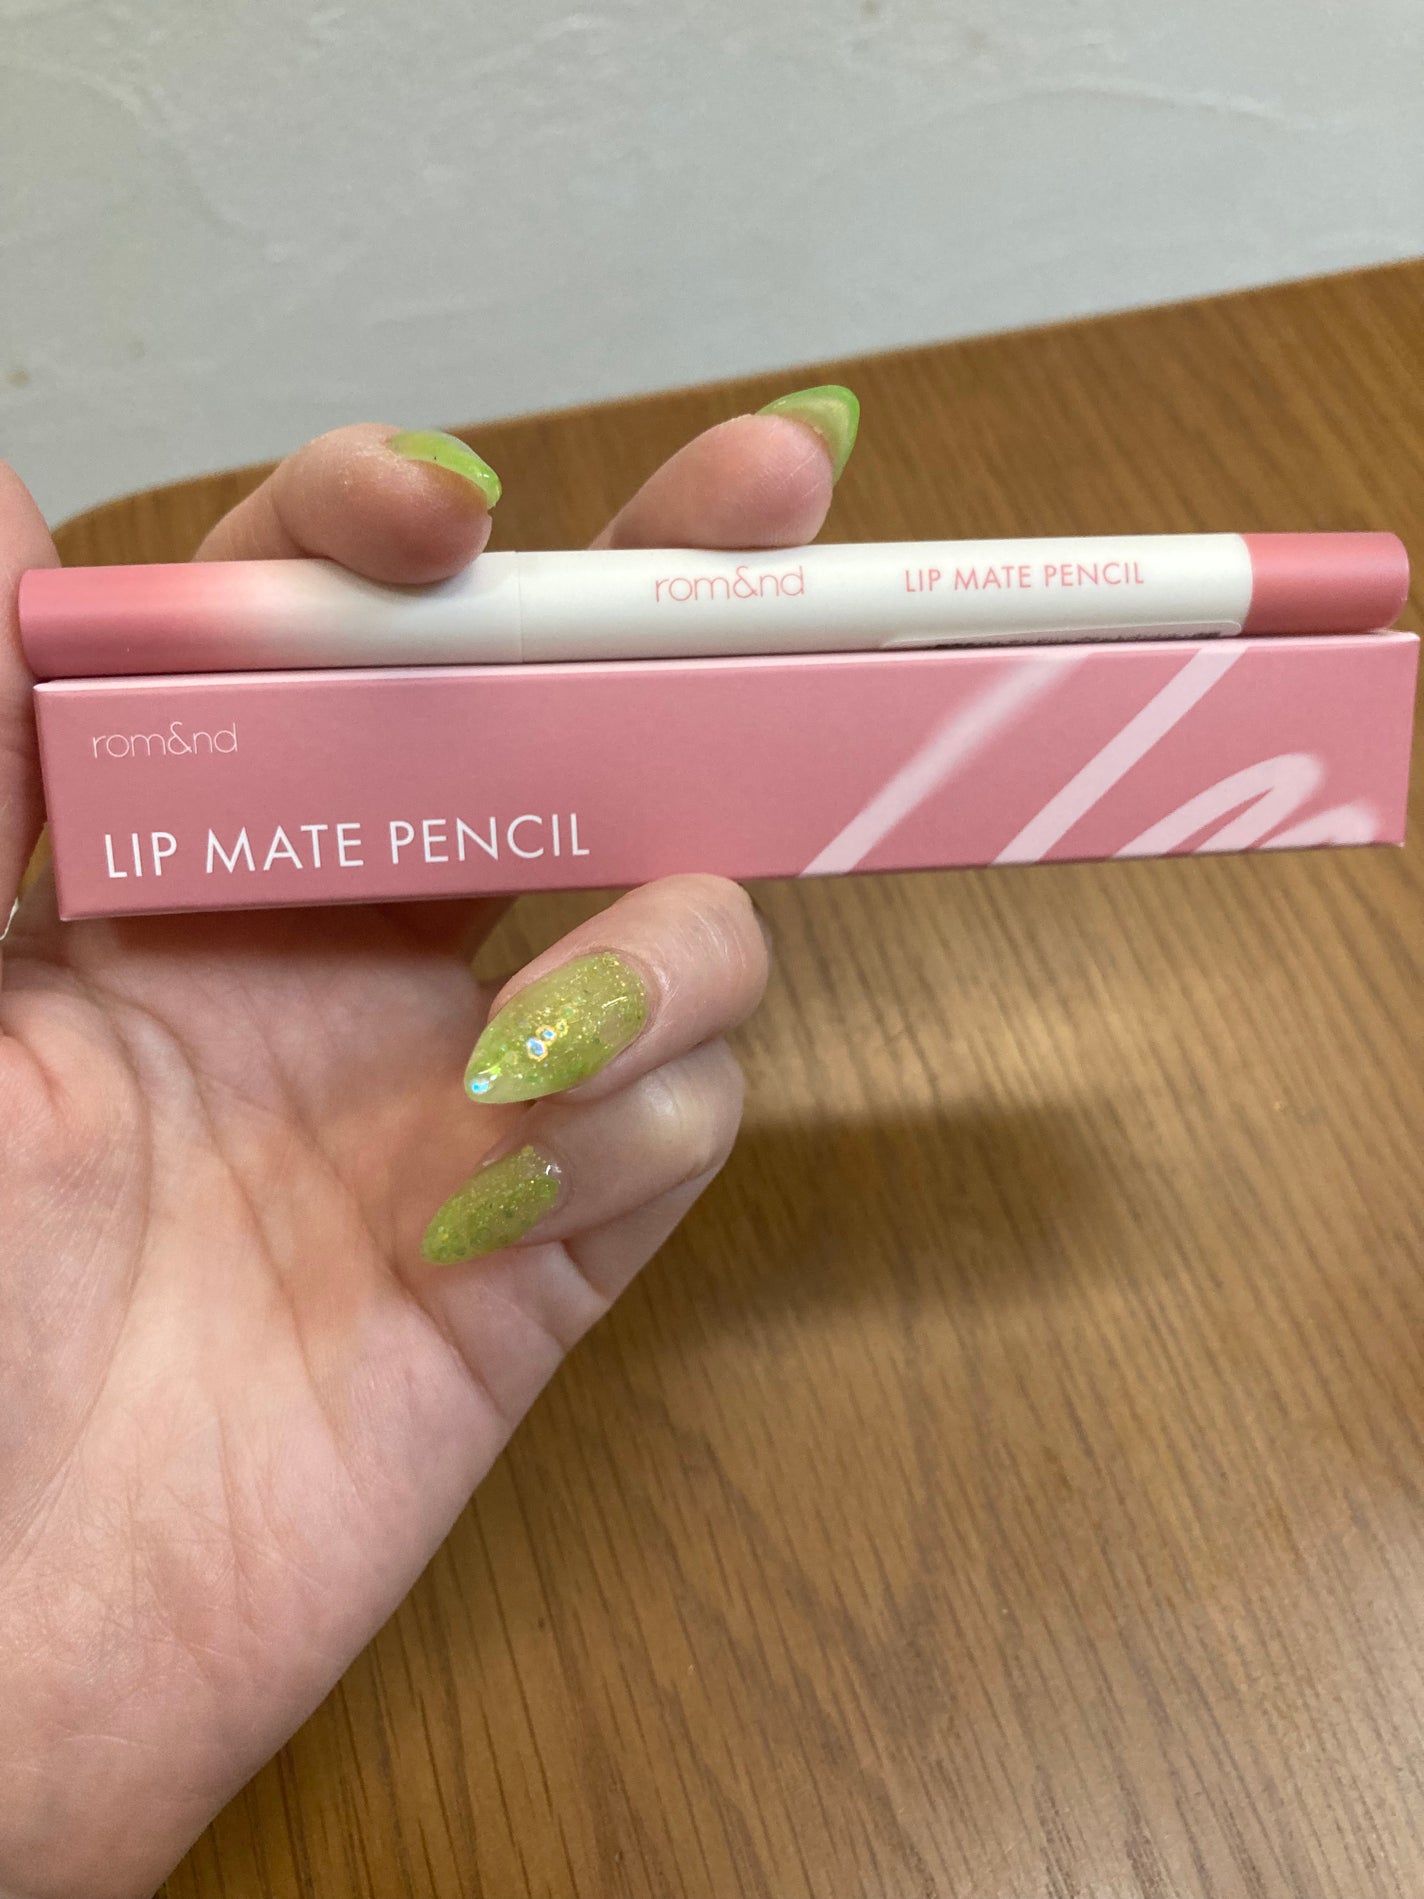 rom&nd LIP MATE PENCIL
rom&nd
LIP MATE PENCIL